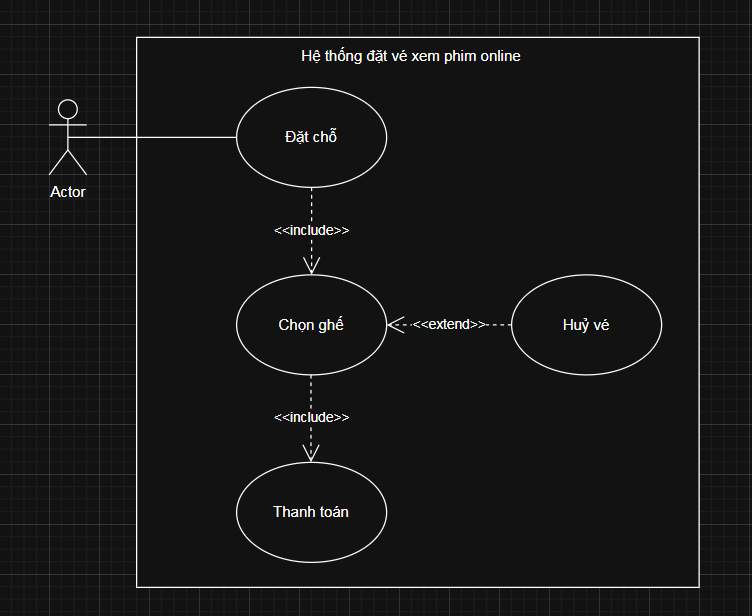 Hệ thống đặt vé xem phim online
Đặt chỗ
Actor
<<include>>
Chọn ghế
<<extend>>
Huỷ vé
<<include>>
Thanh toán